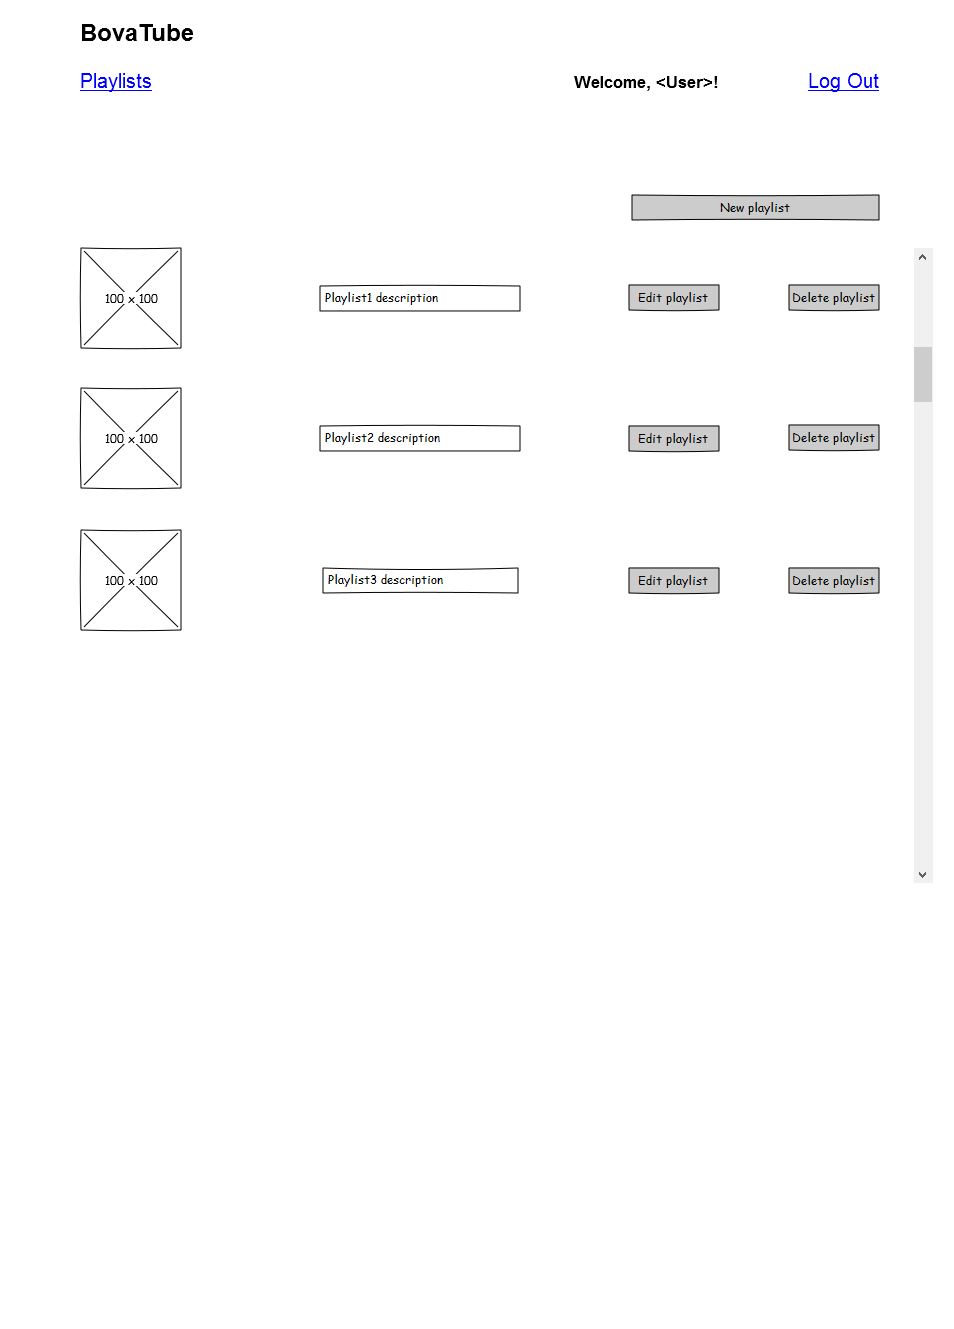 BovaTube
Playlists Welcome, <User>! Log Out
New playlist
100 x 100 Playlist1 description Edit playlist Delete playlist
100 x 100 Playlist2 description Edit playlist Delete playlist
100 x 100 Playlist3 description Edit playlist Delete playlist